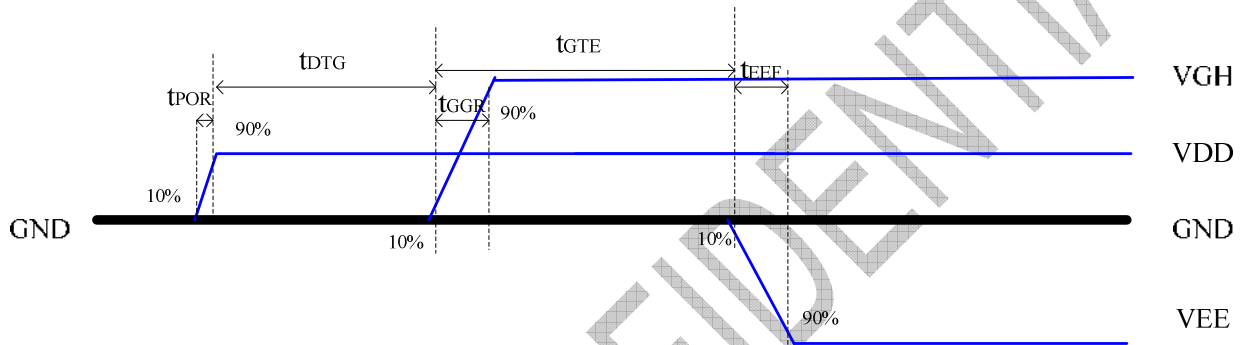 tGTE
tDTG
tEEF
VGH
tPOR
tGGR
90%
90%
VDD
10%
GND
GND
10%
10%
90%
VEE